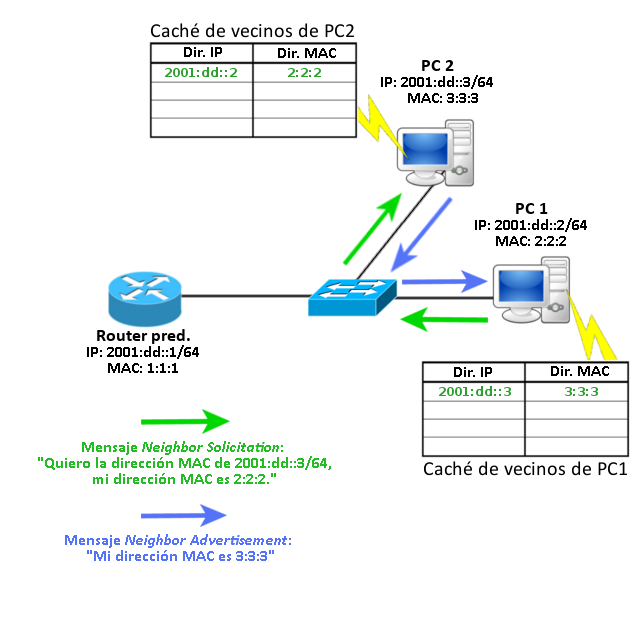 Caché de vecinos de PC2
Dir. IP Dir. MAC
2001:dd::2 2:2:2
PC 2
IP: 2001:dd::3/64
MAC: 3:3:3
PC 1
IP: 2001:dd::2/64
MAC: 2:2:2
Router pred.
IP: 2001:dd::1/64
MAC: 1:1:1
Dir. IP Dir. MAC
2001:dd::3 3:3:3
Caché de vecinos de PC1
Mensaje Neighbor Solicitation:
"Quiero la dirección MAC de 2001:dd::3/64,
mi dirección MAC es 2:2:2."
Mensaje Neighbor Advertisement:
"Mi dirección MAC es 3:3:3"